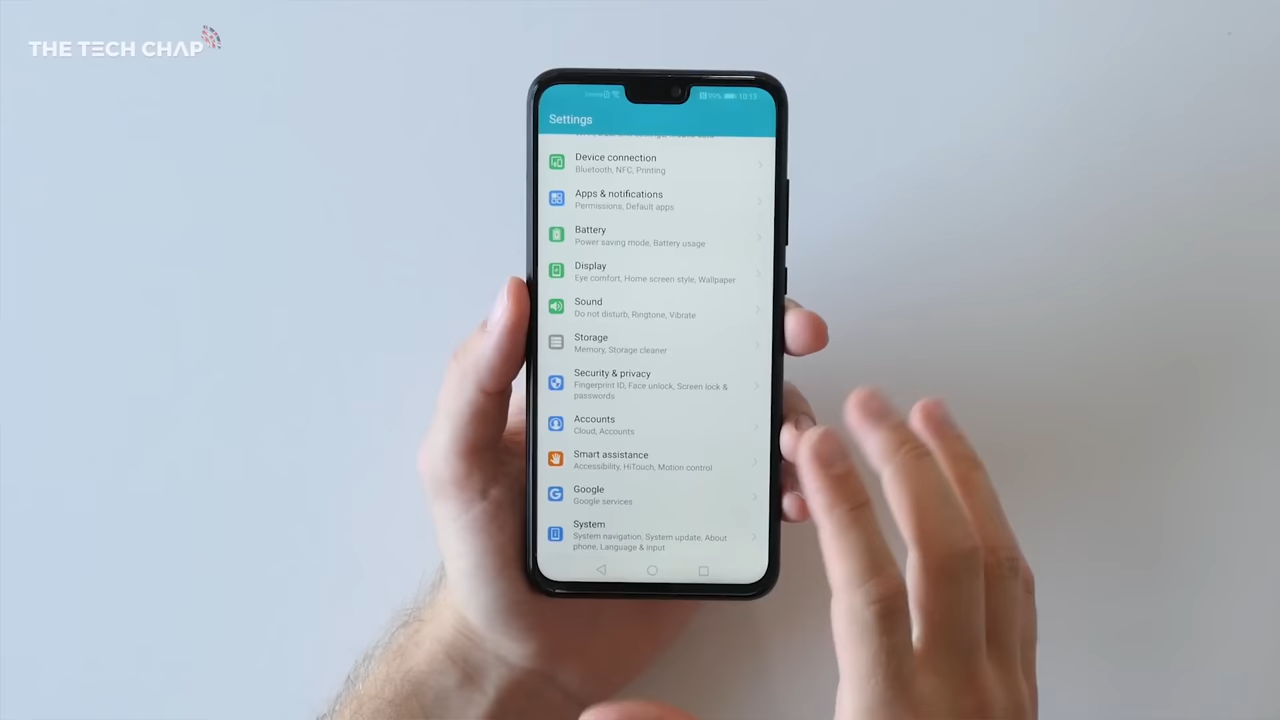 THE TECH CHAP
99% 10:13
Settings
Device connection
Bluetooth, NFC, Printing
Apps & notifications
Permissions, Default apps
Battery
Power saving mode, Battery usage
Display
Eye comfort, Home screen style, Wallpaper
Sound
Do not disturb, Ringtone, Vibrate
Storage
Memory, Storage cleaner
Security & privacy
Fingerprint ID, Face unlock, Screen lock &
passwords
Accounts
Cloud, Accounts
Smart assistance
Accessibility, HiTouch, Motion control
Google
Google services
System
System navigation, System update, About
phone, Language & input